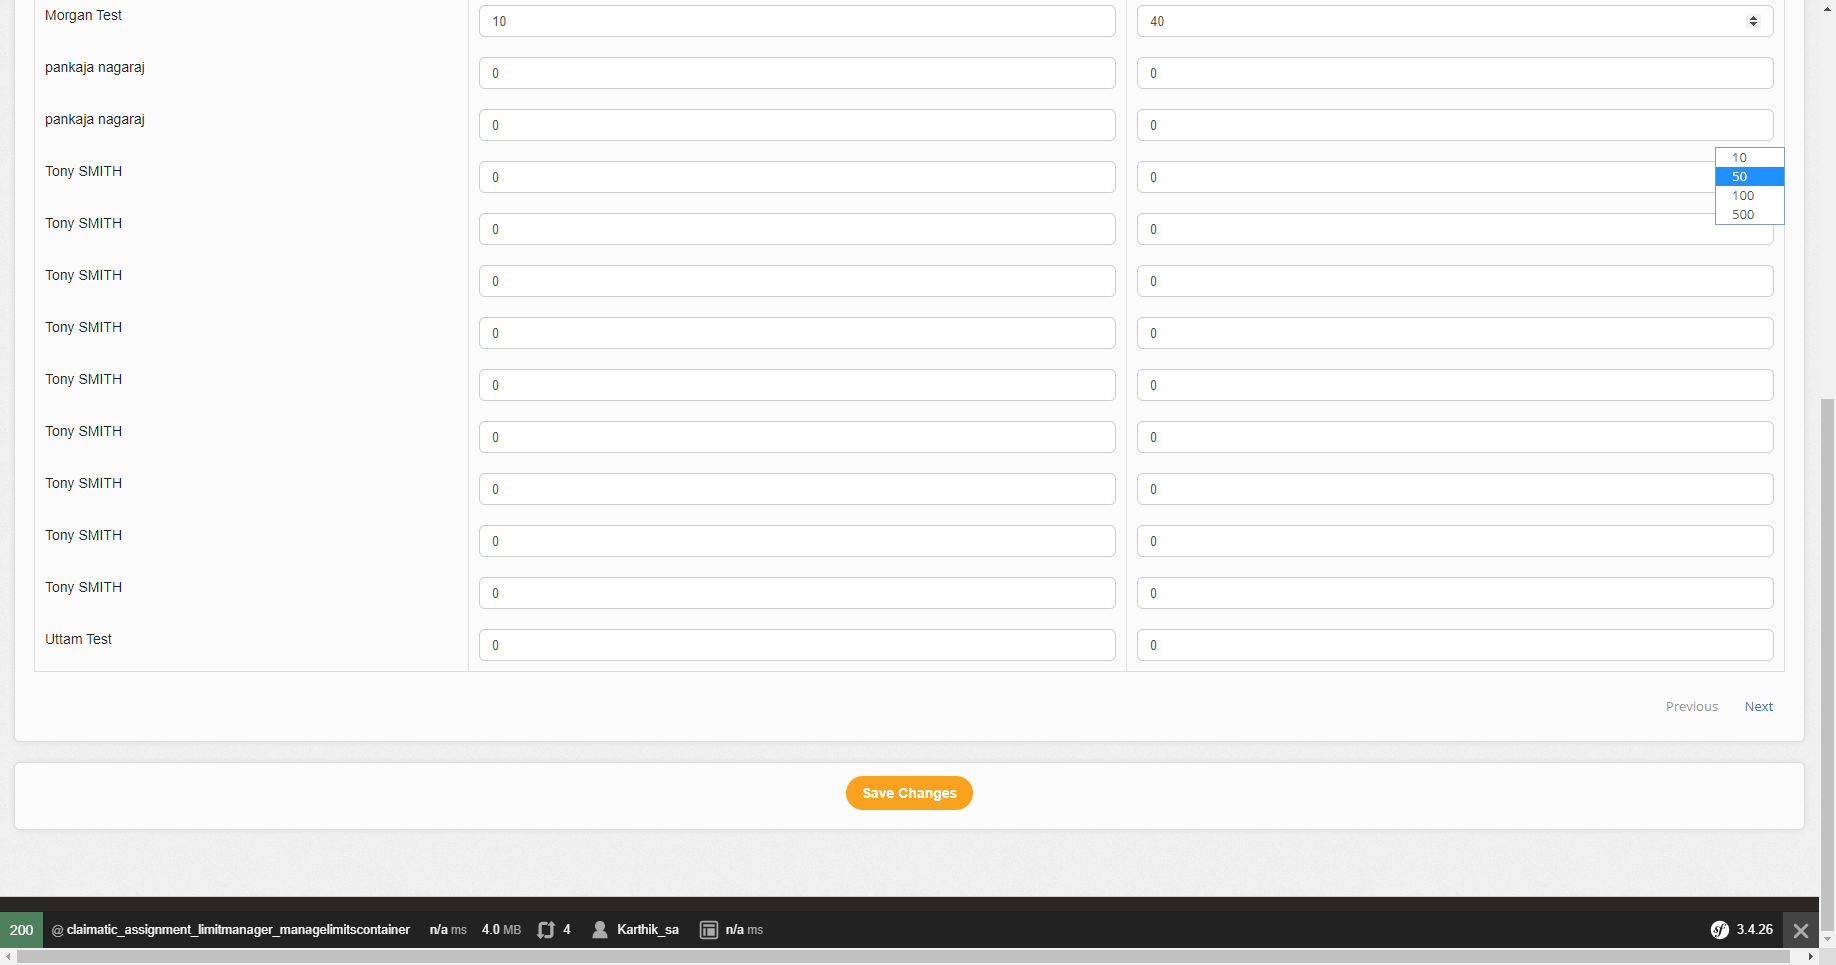 Morgan Test 10 40
pankaja nagaraj 0 0
pankaja nagaraj 0 0
10
Tony SMITH 0 0
50
100
500
Tony SMITH 0 0
Tony SMITH 0 0
Tony SMITH 0 0
Tony SMITH 0 0
Tony SMITH 0 0
Tony SMITH 0 0
Tony SMITH 0 0
Tony SMITH 0 0
Uttam Test 0 0
Previous Next
Save Changes
200 @ claimatic_assignment_limitmanager_managelimitscontainer n/a ms 4.0 MB 4 Karthik_sa n/a ms sf 3.4.26